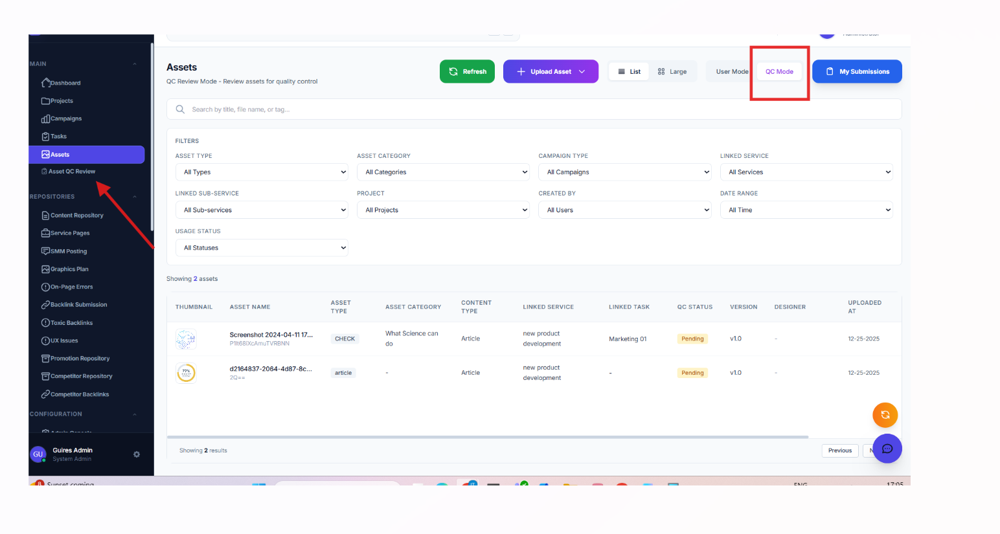 MAIN
Dashboard
Projects
Campaigns
Tasks
Assets
Asset QC Review
REPOSITORIES
Content Repository
Service Pages
SMM Posting
Graphics Plan
On-Page Errors
Backlink Submission
Toxic Backlinks
UX Issues
Promotion Repository
Competitor Repository
Competitor Backlinks
CONFIGURATION
GU
Guires Admin
System Admin
Assets
QC Review Mode - Review assets for quality control
Refresh
Upload Asset
List
Large
User Mode
QC Mode
My Submissions
Search by title, file name, or tag...
FILTERS
ASSET TYPE
All Types
ASSET CATEGORY
All Categories
CAMPAIGN TYPE
All Campaigns
LINKED SERVICE
All Services
LINKED SUB-SERVICE
All Sub-services
PROJECT
All Projects
CREATED BY
All Users
DATE RANGE
All Time
USAGE STATUS
All Statuses
Showing 2 assets
THUMBNAIL
ASSET NAME
ASSET
TYPE
ASSET CATEGORY
CONTENT
TYPE
LINKED SERVICE
LINKED TASK
QC STATUS
VERSION
DESIGNER
UPLOADED
AT
Screenshot 2024-04-11 17...
P1lt68iXcAmuTVRBNN
CHECK
What Science can
do
Article
new product
development
Marketing 01
Pending
v1.0
-
12-25-2025
77%
d2164837-2064-4d87-8c...
2Q==
article
-
Article
new product
development
-
Pending
v1.0
-
12-25-2025
Showing 2 results
Previous
8
Sunset coming
ENG
17:05